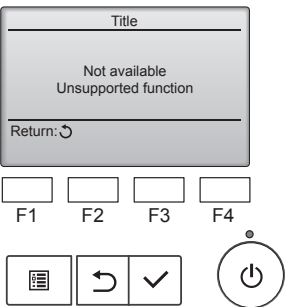 Title
Not available
Unsupported function
Return:
F1 F2 F3 F4